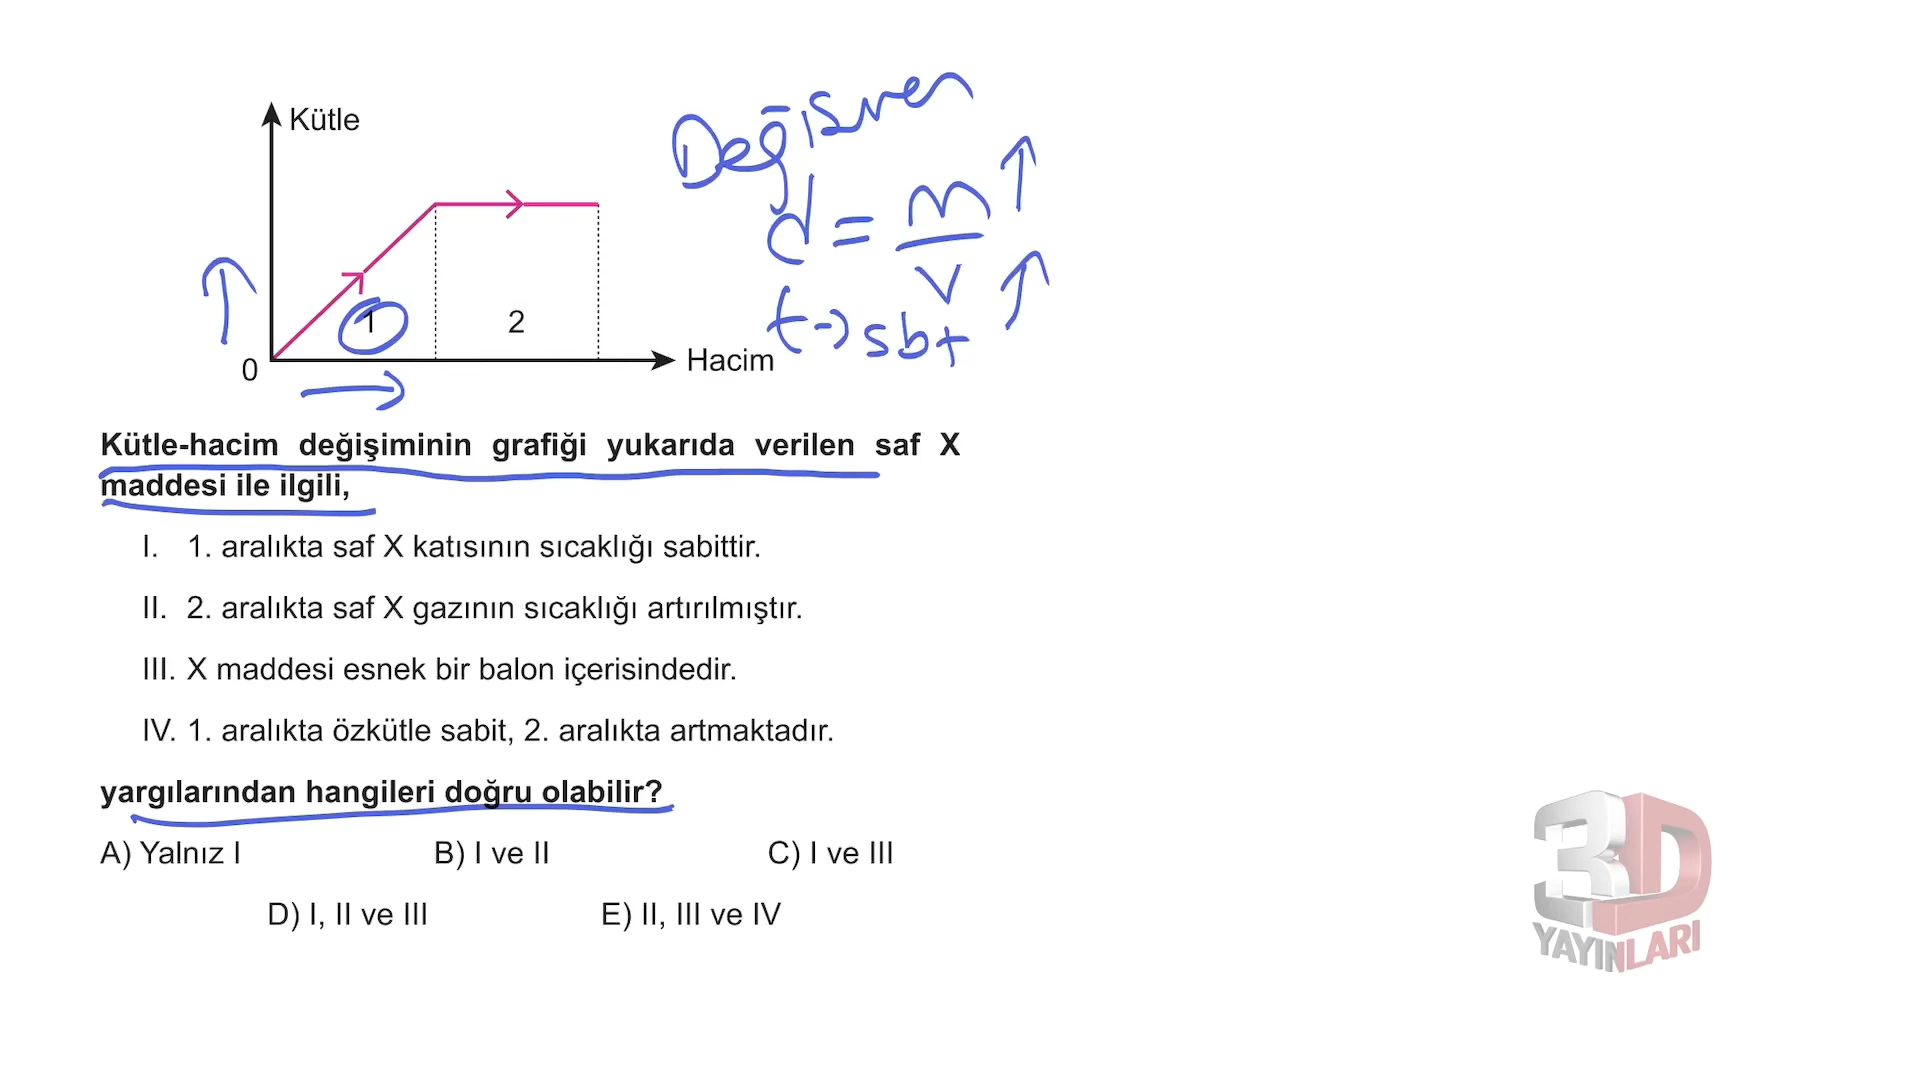 Kütle
Değişmer
d = m
V
t→ sbt
1
2
0
Hacim
Kütle-hacim değişiminin grafiği yukarıda verilen saf X
maddesi ile ilgili,
I. 1. aralıkta saf X katısının sıcaklığı sabittir.
II. 2. aralıkta saf X gazının sıcaklığı artırılmıştır.
III. X maddesi esnek bir balon içerisindedir.
IV. 1. aralıkta özkütle sabit, 2. aralıkta artmaktadır.
yargılarından hangileri doğru olabilir?
A) Yalnız I B) I ve II C) I ve III
D) I, II ve III E) II, III ve IV
3D
YAYINLARI